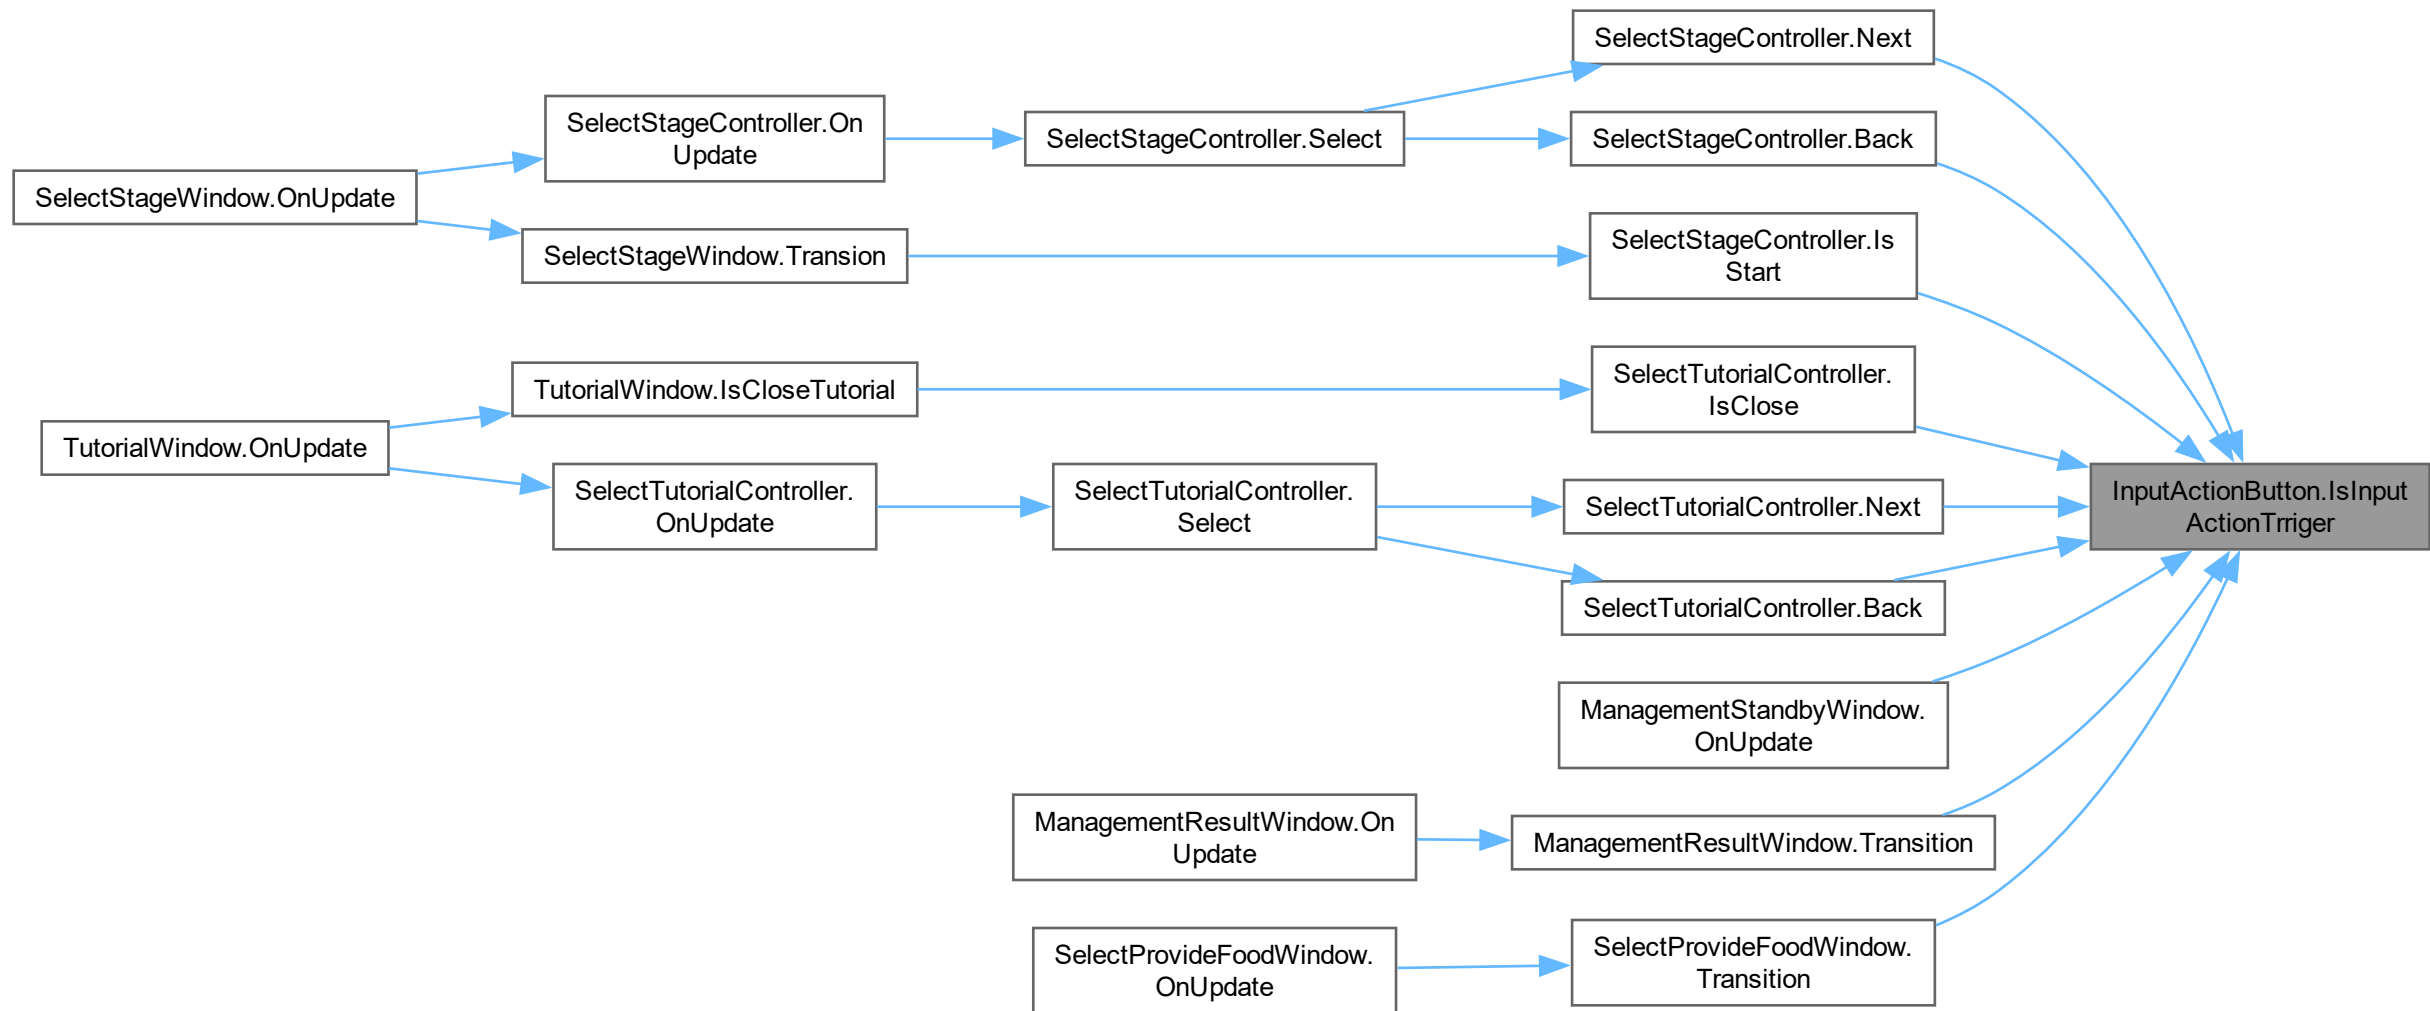 SelectStageController.Next
SelectStageController.On
Update
SelectStageController.Select
SelectStageController.Back
SelectStageWindow.OnUpdate
SelectStageWindow.Transion
SelectStageController.Is
Start
TutorialWindow.IsCloseTutorial
SelectTutorialController.
IsClose
TutorialWindow.OnUpdate
SelectTutorialController.
OnUpdate
SelectTutorialController.
Select
SelectTutorialController.Next
InputActionButton.IsInput
ActionTrriger
SelectTutorialController.Back
ManagementStandbyWindow.
OnUpdate
ManagementResultWindow.On
Update
ManagementResultWindow.Transition
SelectProvideFoodWindow.
OnUpdate
SelectProvideFoodWindow.
Transition